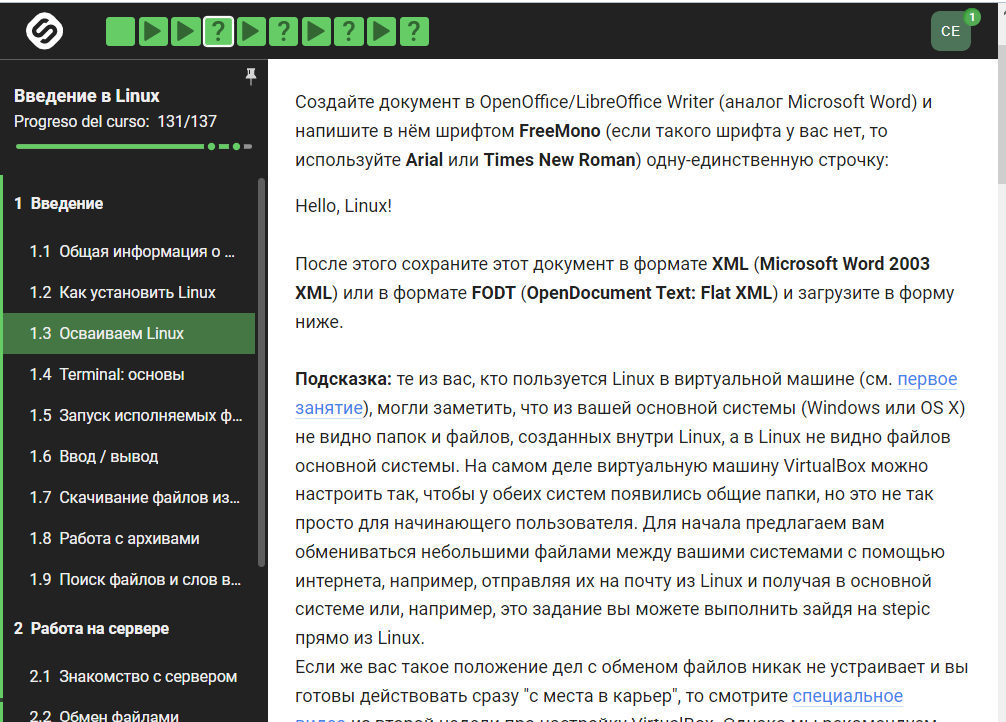 ? ? ? ?
CE
1
Введение в Linux
Progreso del curso: 131/137
1 Введение
1.1 Общая информация о ...
1.2 Как установить Linux
1.3 Осваиваем Linux
1.4 Terminal: основы
1.5 Запуск исполняемых ф...
1.6 Ввод / вывод
1.7 Скачивание файлов из...
1.8 Работа с архивами
1.9 Поиск файлов и слов в...
2 Работа на сервере
2.1 Знакомство с сервером
2.2 Обмен файлами
Создайте документ в OpenOffice/LibreOffice Writer (аналог Microsoft Word) и
напишите в нём шрифтом FreeMono (если такого шрифта у вас нет, то
используйте Arial или Times New Roman) одну-единственную строчку:
Hello, Linux!
После этого сохраните этот документ в формате XML (Microsoft Word 2003
XML) или в формате FODT (OpenDocument Text: Flat XML) и загрузите в форму
ниже.
Подсказка: те из вас, кто пользуется Linux в виртуальной машине (см. первое
занятие), могли заметить, что из вашей основной системы (Windows или OS X)
не видно папок и файлов, созданных внутри Linux, а в Linux не видно файлов
основной системы. На самом деле виртуальную машину VirtualBox можно
настроить так, чтобы у обеих систем появились общие папки, но это не так
просто для начинающего пользователя. Для начала предлагаем вам
обмениваться небольшими файлами между вашими системами с помощью
интернета, например, отправляя их на почту из Linux и получая в основной
системе или, например, это задание вы можете выполнить зайдя на stepic
прямо из Linux.
Если же вас такое положение дел с обменом файлов никак не устраивает и вы
готовы действовать сразу "с места в карьер", то смотрите специальное
видео из второй недели про настройку VirtualBox. Однако мы рекомендуем